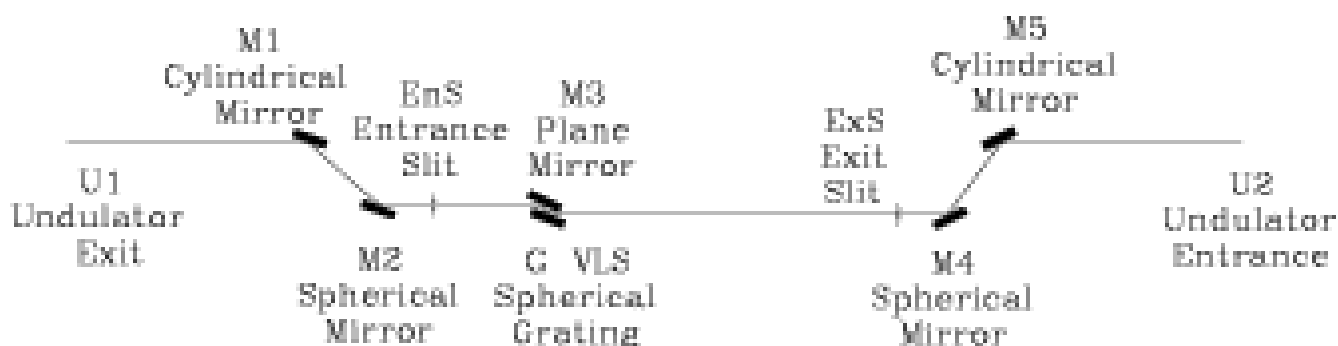 M1
Cylindrical
Mirror
EnS
Entrance
Slit
M3
Plane
Mirror
ExS
Exit
Slit
M5
Cylindrical
Mirror
U1
Undulator
Exit
M2
Spherical
Mirror
G VLS
Spherical
Grating
M4
Spherical
Mirror
U2
Undulator
Entrance